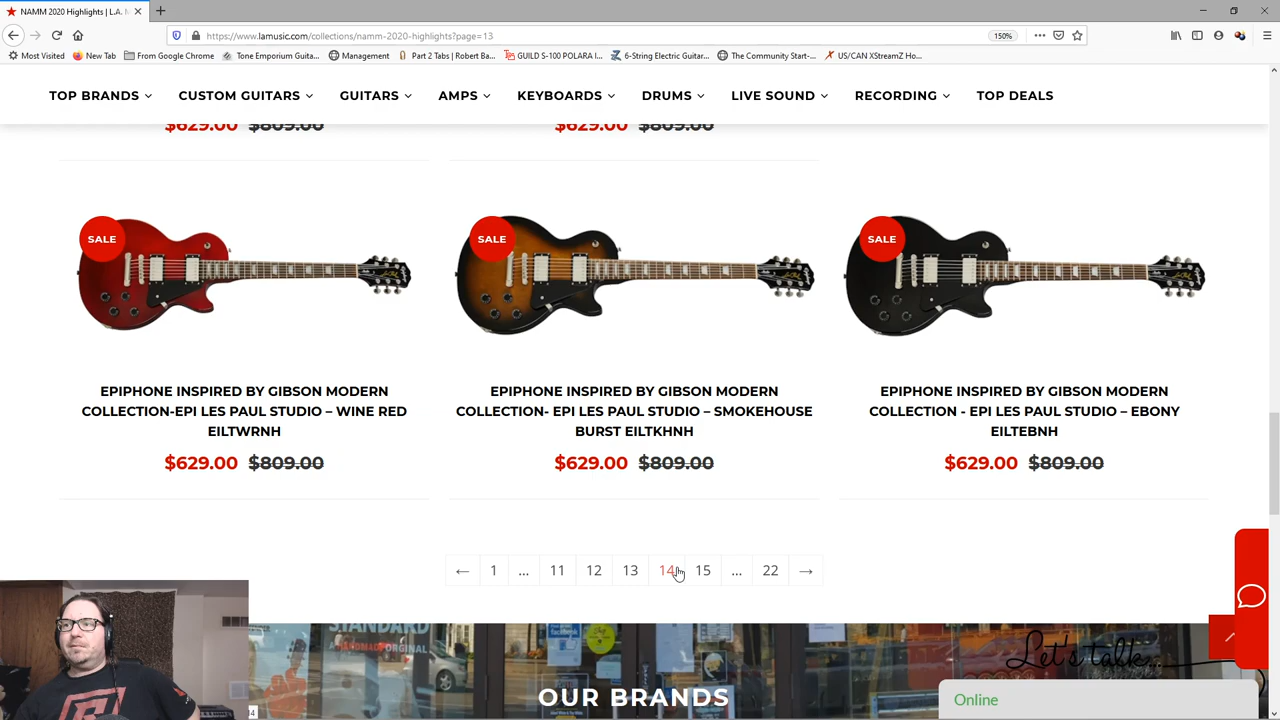 NAMM 2020 Highlights | L.A. M
https://www.lamusic.com/collections/namm-2020-highlights?page=13
150%
Most Visited New Tab From Google Chrome Tone Emporium Guita... Management Part 2 Tabs | Robert Ba... GUILD S-100 POLARA I... 6-String Electric Guitar... The Community Start-... US/CAN XStreamZ Ho...
TOP BRANDS CUSTOM GUITARS GUITARS AMPS KEYBOARDS DRUMS LIVE SOUND RECORDING TOP DEALS
$629.00 $809.00 $629.00 $809.00
SALE SALE SALE
EPIPHONE INSPIRED BY GIBSON MODERN
COLLECTION-EPI LES PAUL STUDIO – WINE RED
EILTWRNH
$629.00 $809.00
EPIPHONE INSPIRED BY GIBSON MODERN
COLLECTION- EPI LES PAUL STUDIO – SMOKEHOUSE
BURST EILTKHNH
$629.00 $809.00
EPIPHONE INSPIRED BY GIBSON MODERN
COLLECTION - EPI LES PAUL STUDIO – EBONY
EILTEBNH
$629.00 $809.00
← 1 ... 11 12 13 14 15 ... 22 →
STANDARD
A HANDMADE ORIGINAL
Let's talk...
OUR BRANDS
Online